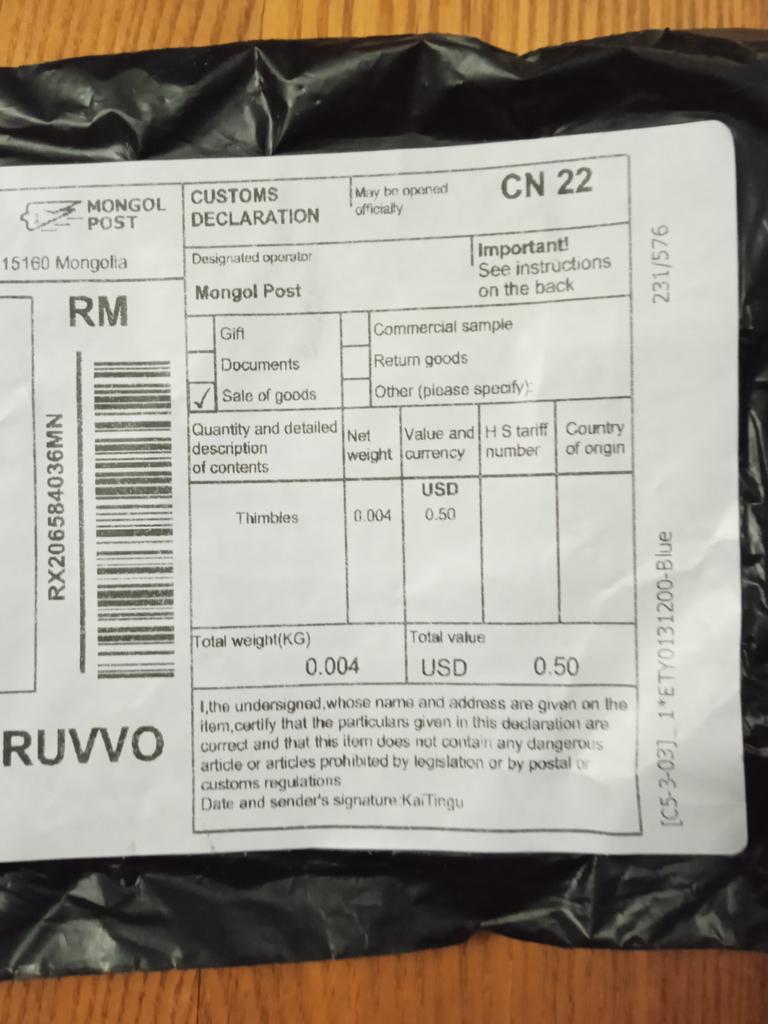 MONGOL
POST
15160 Mongolia
RM
RX206584036MN
RUVVO
CUSTOMS
DECLARATION
May be opened
officially
CN 22
Designated operator
Mongol Post
Important!
See instructions
on the back
Gift
Commercial sample
Documents
Return goods
✓ Sale of goods
Other (please specify):
Quantity and detailed
description
of contents
Net
weight
Value and
currency
H S tariff
number
Country
of origin
USD
Thimbles 0.004 0.50
Total weight(KG)
0.004
Total value
USD 0.50
I,the undersigned,whose name and address are given on the
item,certify that the particulars given in this declaration are
correct and that this item does not contain any dangerous
article or articles prohibited by legislation or by postal or
customs regulations
Date and sender's signature:KaiTingu
231/576
[C5-3-03]_ 1*ETY0131200-Blue